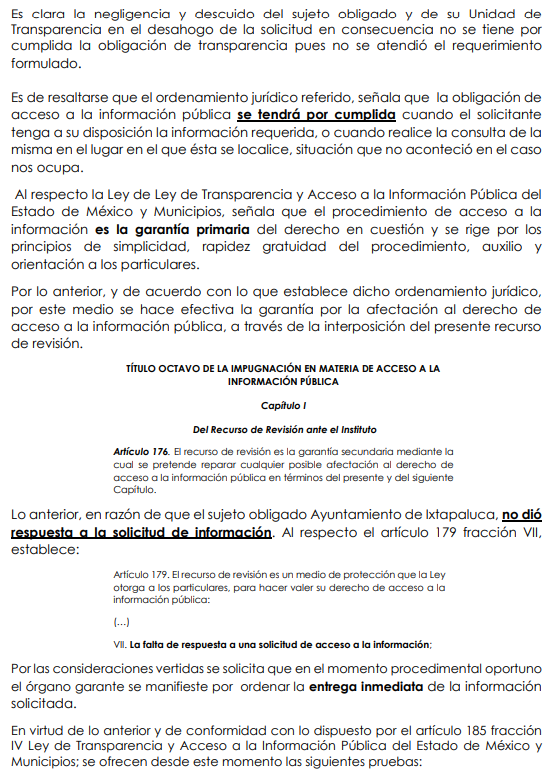 Es clara la negligencia y descuido del sujeto obligado y de su Unidad de
Transparencia en el desahogo de la solicitud en consecuencia no se tiene por
cumplida la obligación de transparencia pues no se atendió el requerimiento
formulado.
Es de resaltarse que el ordenamiento jurídico referido, señala que la obligación de
acceso a la información pública se tendrá por cumplida cuando el solicitante
tenga a su disposición la información requerida, o cuando realice la consulta de la
misma en el lugar en el que ésta se localice, situación que no aconteció en el caso
nos ocupa.
Al respecto la Ley de Ley de Transparencia y Acceso a la Información Pública del
Estado de México y Municipios, señala que el procedimiento de acceso a la
información es la garantía primaria del derecho en cuestión y se rige por los
principios de simplicidad, rapidez gratuidad del procedimiento, auxilio y
orientación a los particulares.
Por lo anterior, y de acuerdo con lo que establece dicho ordenamiento jurídico,
por este medio se hace efectiva la garantía por la afectación al derecho de
acceso a la información pública, a través de la interposición del presente recurso
de revisión.
TÍTULO OCTAVO DE LA IMPUGNACIÓN EN MATERIA DE ACCESO A LA
INFORMACIÓN PÚBLICA
Capítulo I
Del Recurso de Revisión ante el Instituto
Artículo 176. El recurso de revisión es la garantía secundaria mediante la
cual se pretende reparar cualquier posible afectación al derecho de
acceso a la información pública en términos del presente y del siguiente
Capítulo.
Lo anterior, en razón de que el sujeto obligado Ayuntamiento de Ixtapaluca, no dió
respuesta a la solicitud de información. Al respecto el artículo 179 fracción VII,
establece:
Artículo 179. El recurso de revisión es un medio de protección que la Ley
otorga a los particulares, para hacer valer su derecho de acceso a la
información pública:
(...)
VII. La falta de respuesta a una solicitud de acceso a la información;
Por las consideraciones vertidas se solicita que en el momento procedimental oportuno
el órgano garante se manifieste por ordenar la entrega inmediata de la información
solicitada.
En virtud de lo anterior y de conformidad con lo dispuesto por el artículo 185 fracción
IV Ley de Transparencia y Acceso a la Información Pública del Estado de México y
Municipios; se ofrecen desde este momento las siguientes pruebas: